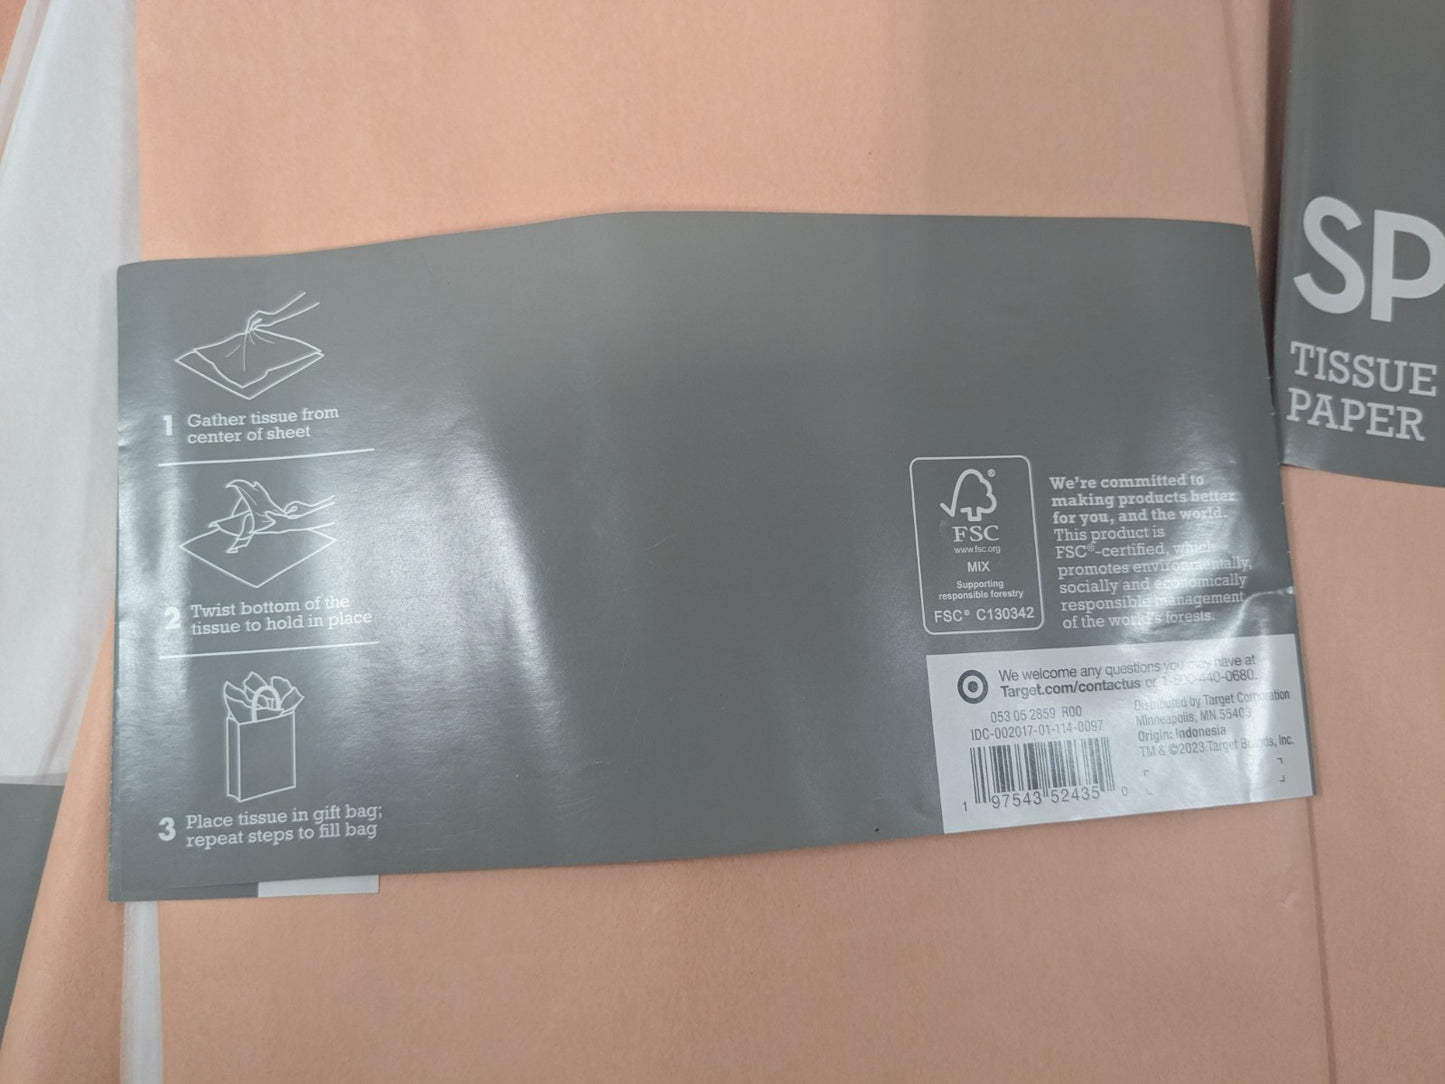 1 Gather tissue from
center of sheet
2 Twist bottom of the
tissue to hold in place
3 Place tissue in gift bag;
repeat steps to fill bag
FSC
www.fsc.org
MIX
Supporting
responsible forestry
FSC® C130342
We're committed to
making products better
for you, and the world.
This product is
FSC®-certified, which
promotes environmentally,
socially and economically
responsible management
of the world's forests.
We welcome any questions you may have at
Target.com/contactus or 1-800-440-0680.
053 05 2859 R00
IDC-002017-01-114-0097
1 97543 52435 0
Distributed by Target Corporation
Minneapolis, MN 55403
Origin: Indonesia
TM & ©2023 Target Brands, Inc.
SP
TISSUE
PAPER